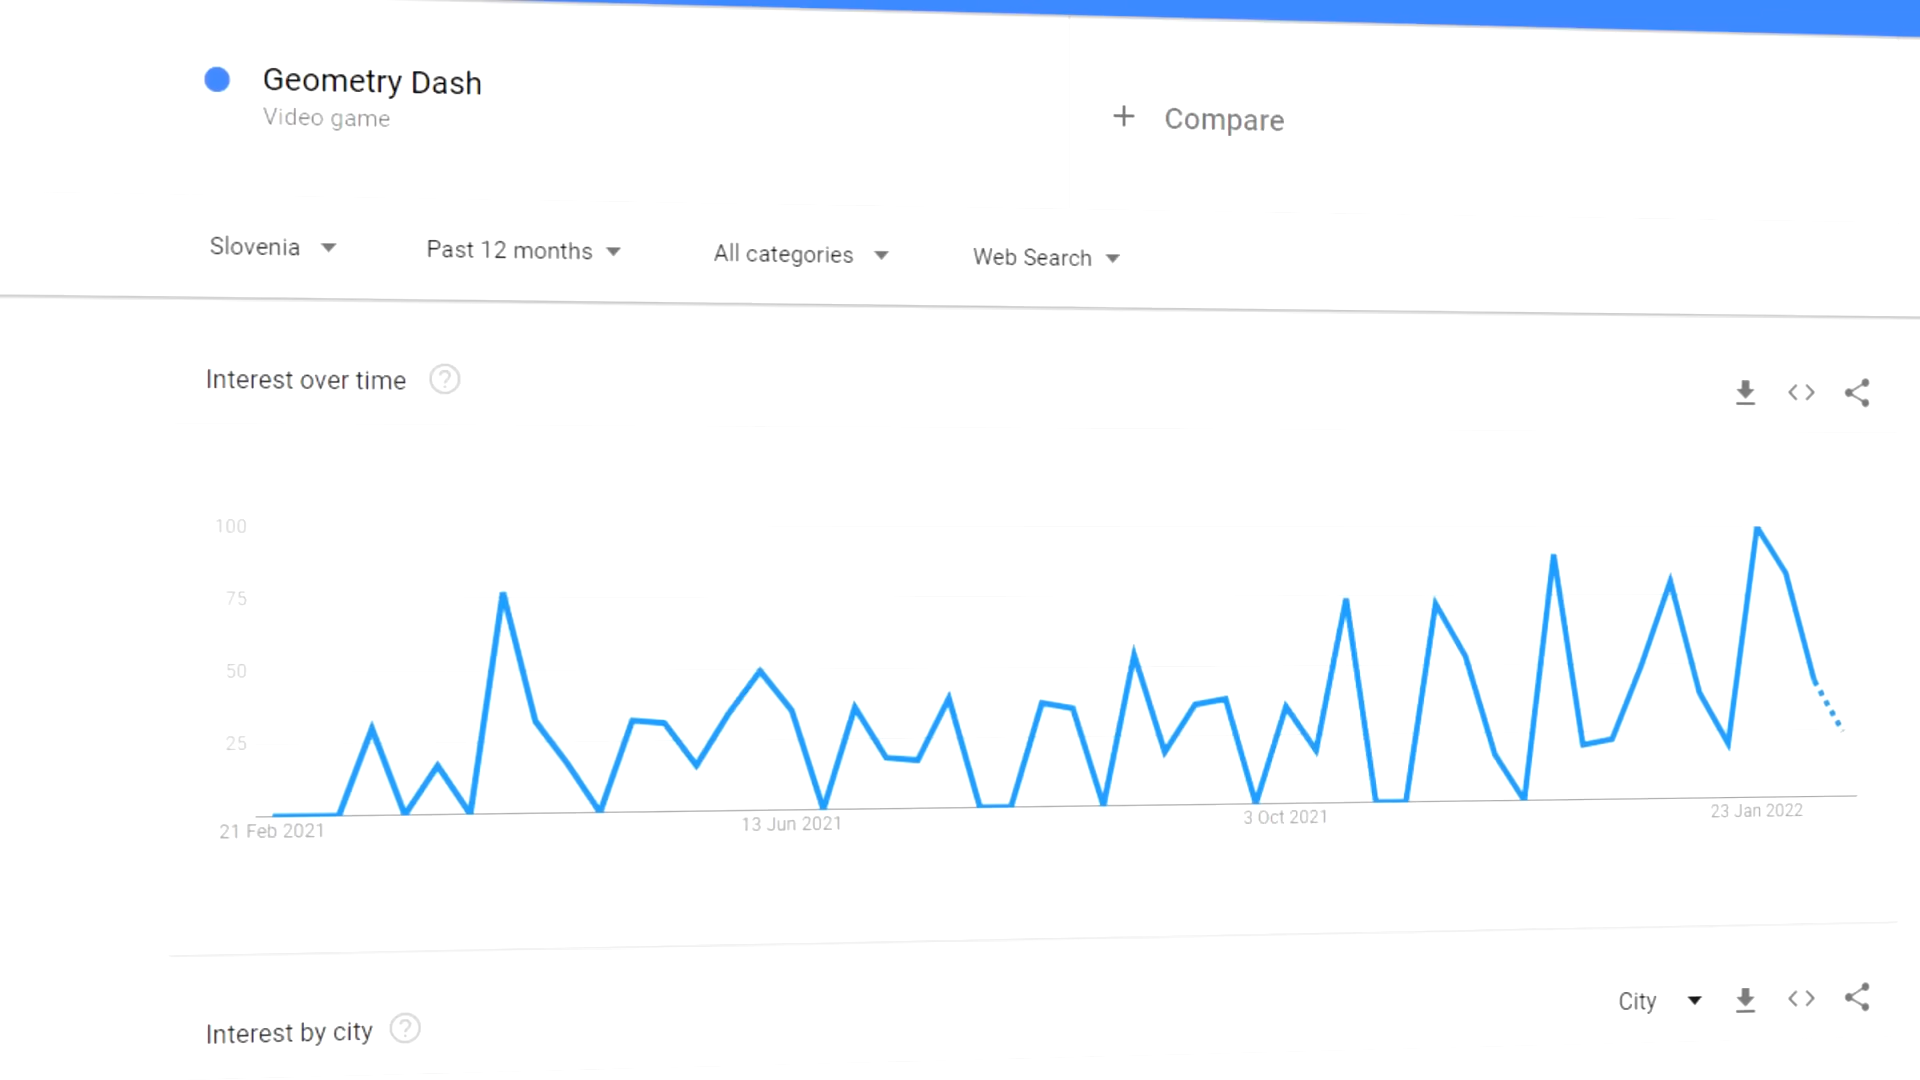 Geometry Dash
Video game
+ Compare
Slovenia
Past 12 months
All categories
Web Search
Interest over time
100
75
50
25
21 Feb 2021
13 Jun 2021
3 Oct 2021
23 Jan 2022
City
Interest by city